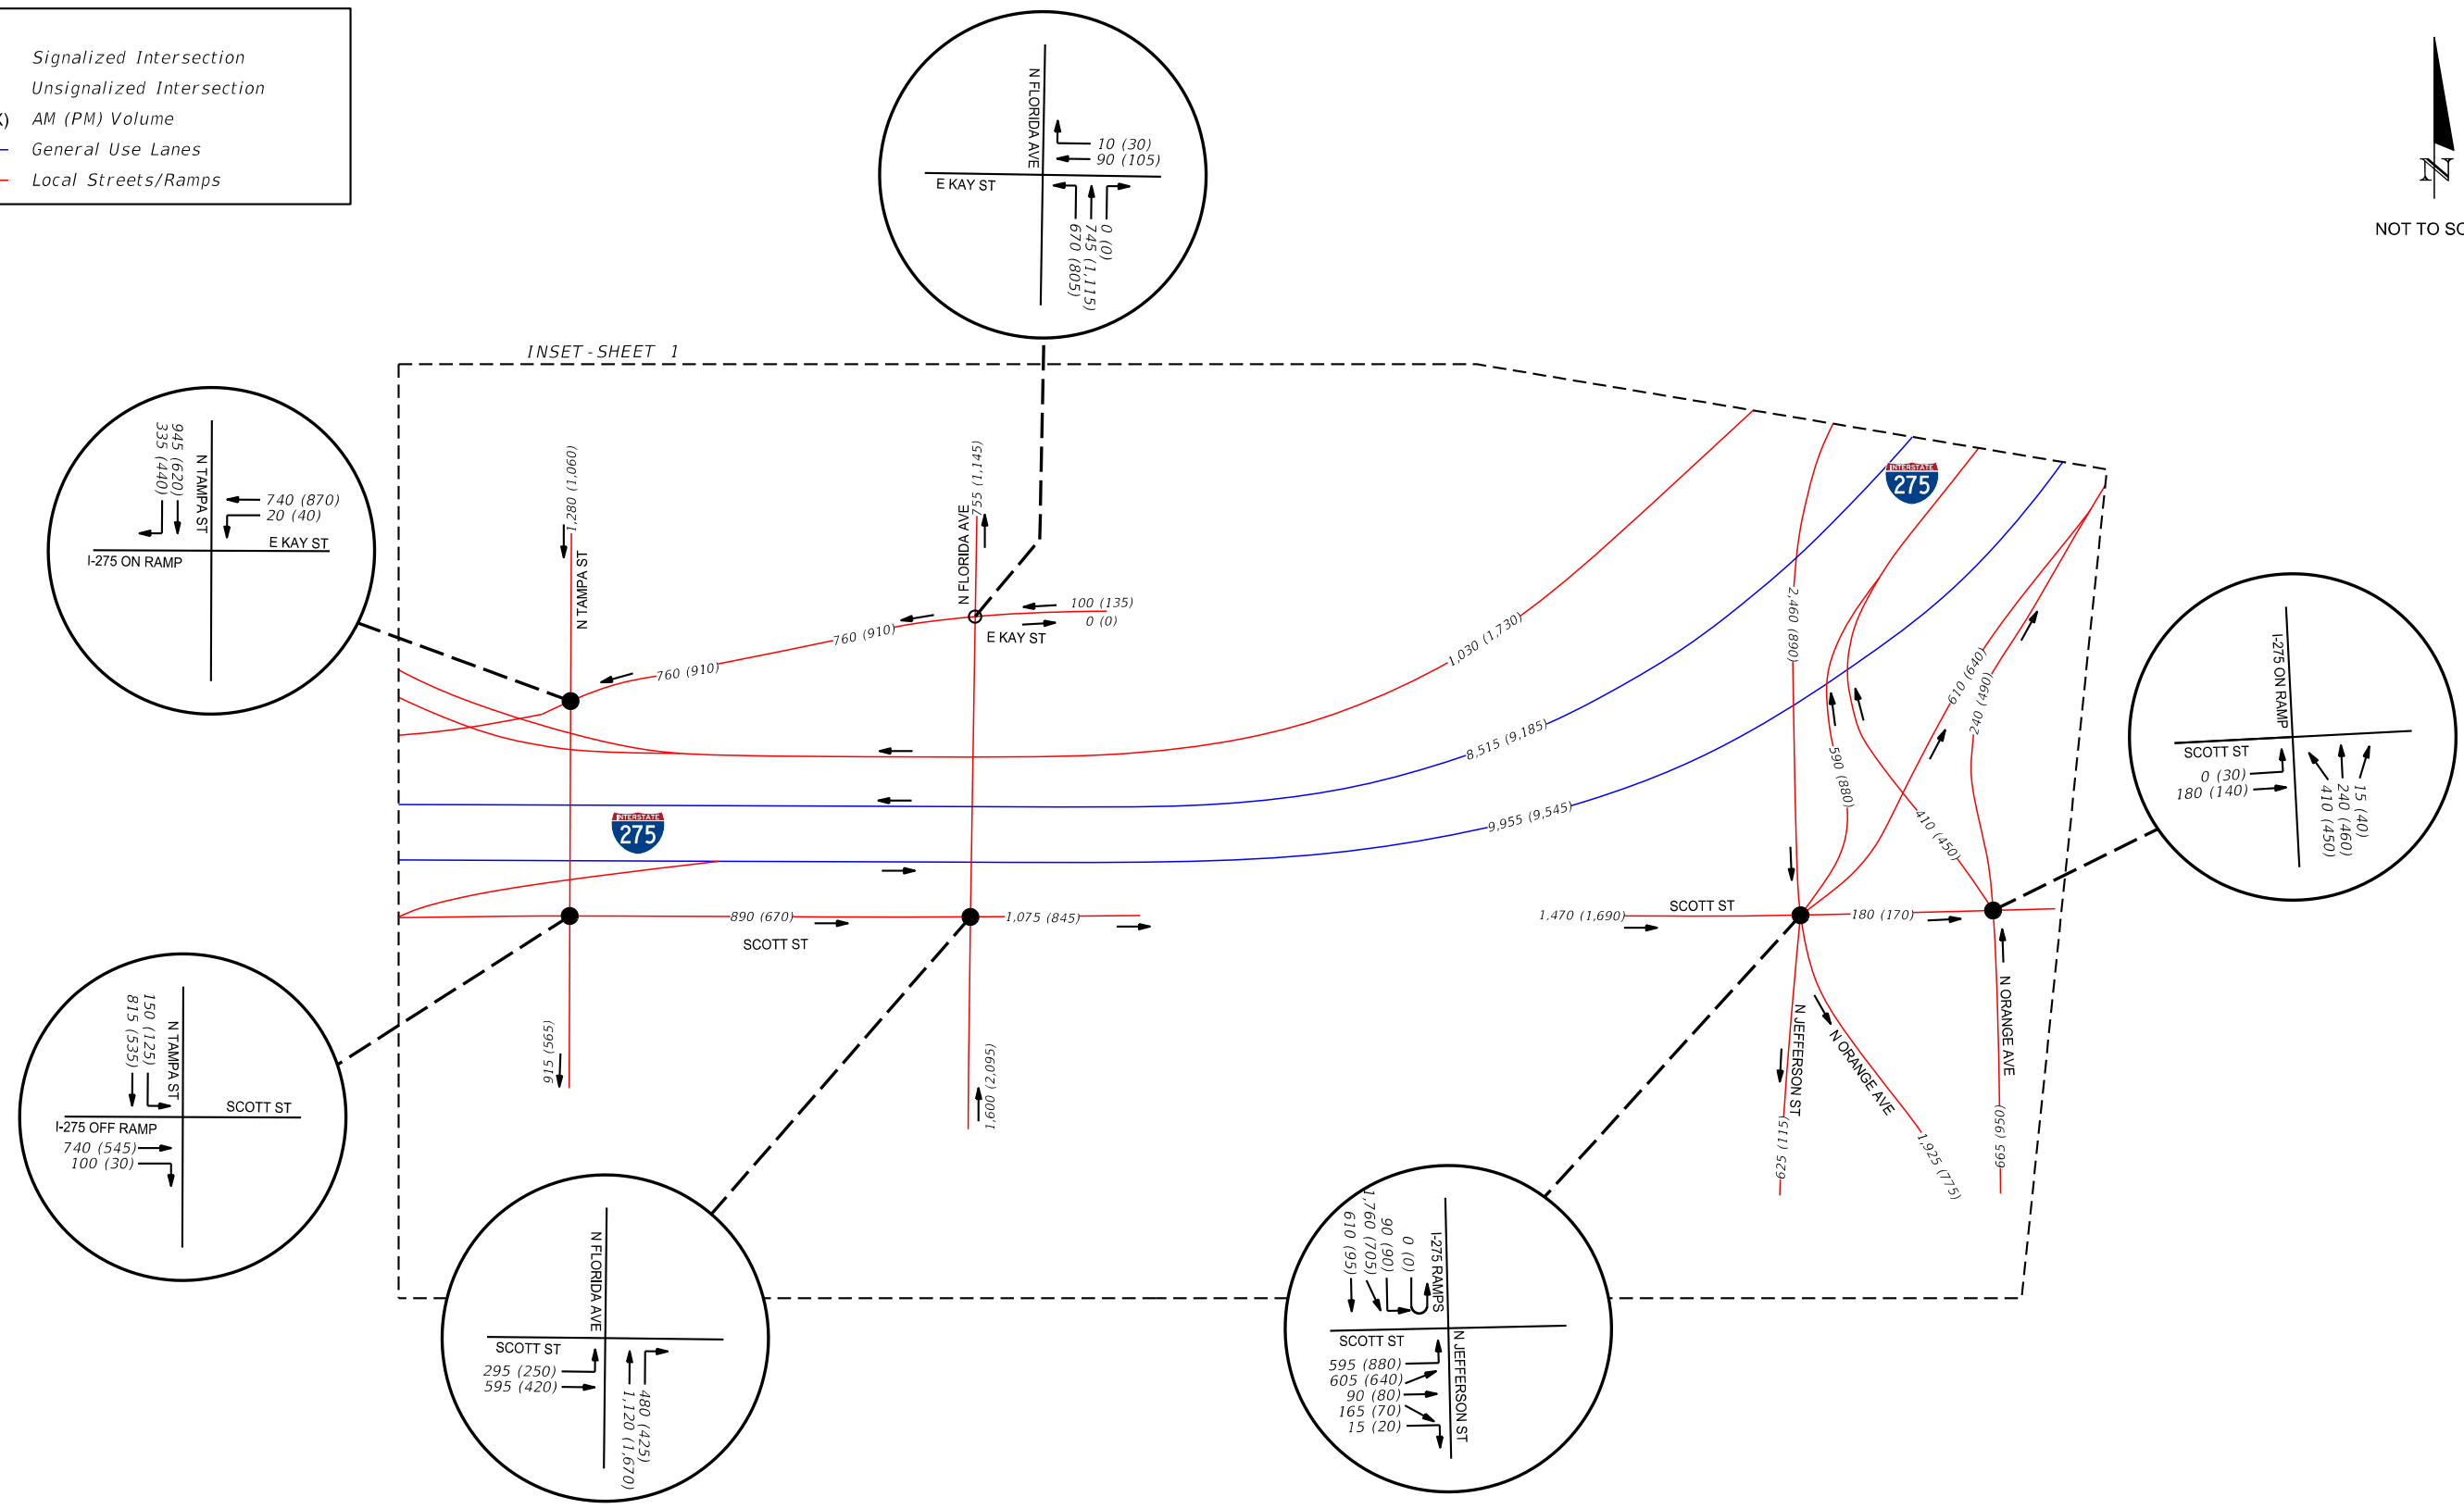 Signalized Intersection
Unsignalized Intersection
X) AM (PM) Volume
General Use Lanes
Local Streets/Ramps
N
NOT TO SC
N FLORIDA AVE
10 (30)
90 (105)
E KAY ST
0 (0)
745 (1,115)
670 (805)
INSET-SHEET 1
945 (620)
335 (440)
N TAMPA ST
740 (870)
20 (40)
E KAY ST
I-275 ON RAMP
1,280 (1,060)
N TAMPA ST
755 (1,145)
N FLORIDA AVE
100 (135)
0 (0)
E KAY ST
760 (910)
760 (910)
1,030 (1,730)
INTERSTATE
275
2,460 (890)
610 (640)
240 (490)
590 (880)
410 (450)
8,515 (9,185)
9,955 (9,545)
INTERSTATE
275
I-275 ON RAMP
SCOTT ST
0 (30)
180 (140)
15 (40)
240 (460)
410 (450)
890 (670)
SCOTT ST
1,075 (845)
1,470 (1,690)
SCOTT ST
180 (170)
150 (125)
815 (535)
N TAMPA ST
SCOTT ST
I-275 OFF RAMP
740 (545)
100 (30)
915 (565)
1,600 (2,095)
N JEFFERSON ST
N ORANGE AVE
N ORANGE AVE
625 (115)
1,925 (775)
665 (950)
N FLORIDA AVE
SCOTT ST
295 (250)
595 (420)
480 (425)
1,120 (1,670)
0 (0)
90 (90)
1,760 (705)
610 (95)
I-275 RAMPS
SCOTT ST
N JEFFERSON ST
595 (880)
605 (640)
90 (80)
165 (70)
15 (20)